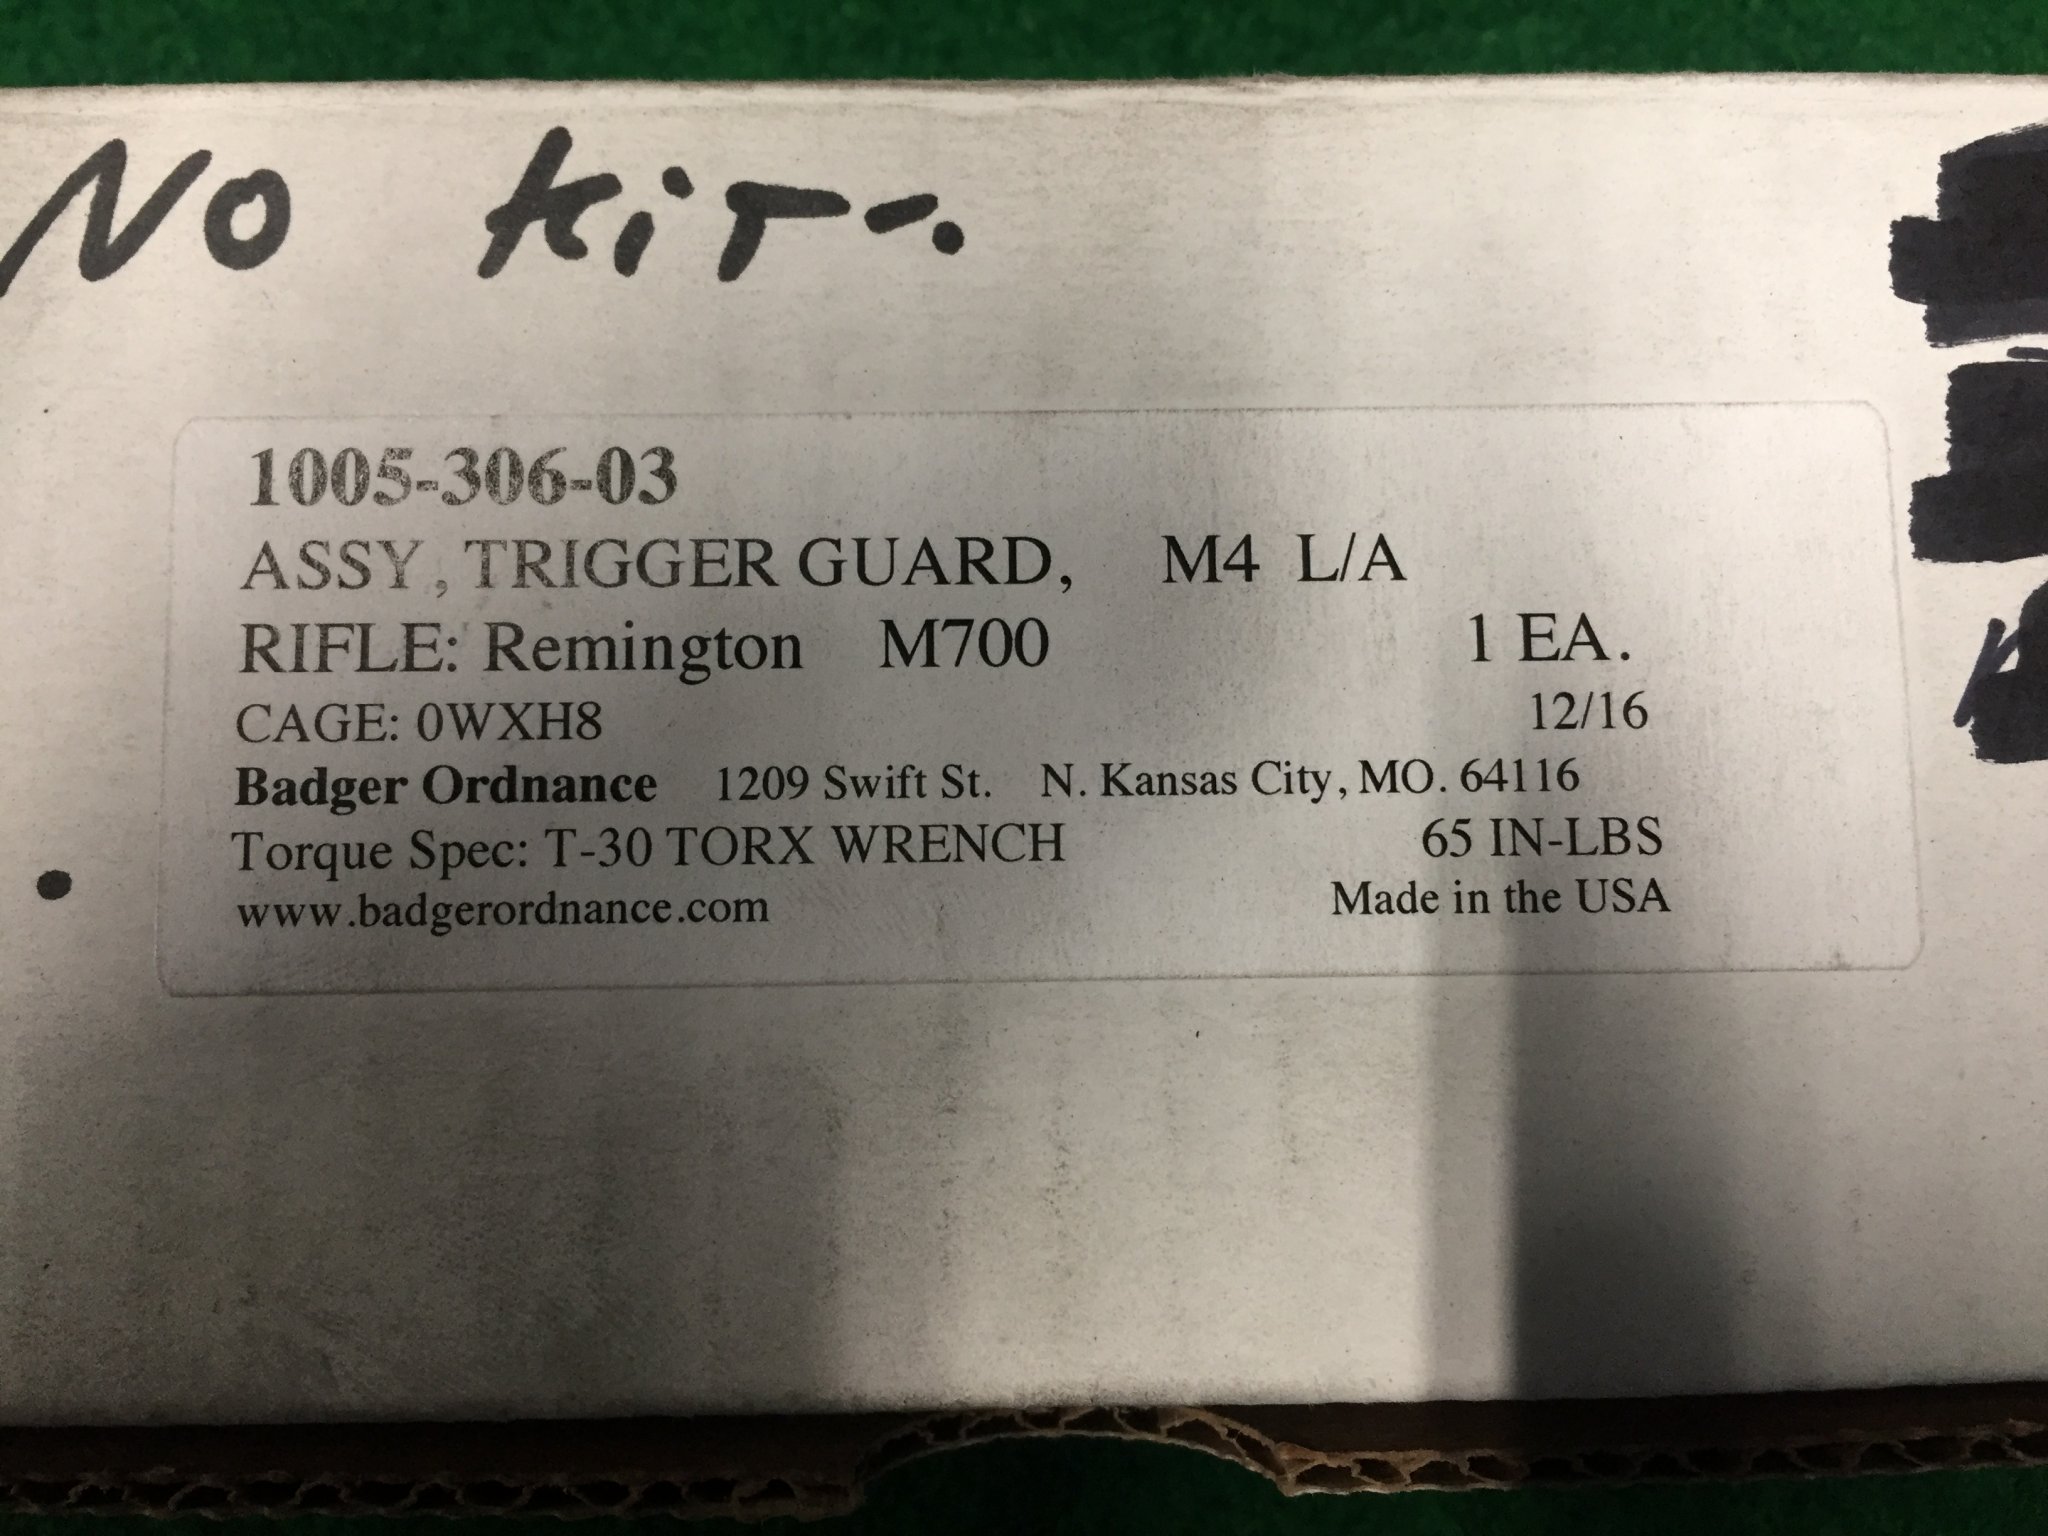 No Kit-.
1005-306-03
ASSY, TRIGGER GUARD, M4 L/A
RIFLE: Remington M700 1 EA.
CAGE: 0WXH8 12/16
Badger Ordnance 1209 Swift St. N. Kansas City, MO. 64116
Torque Spec: T-30 TORX WRENCH 65 IN-LBS
www.badgerordnance.com Made in the USA